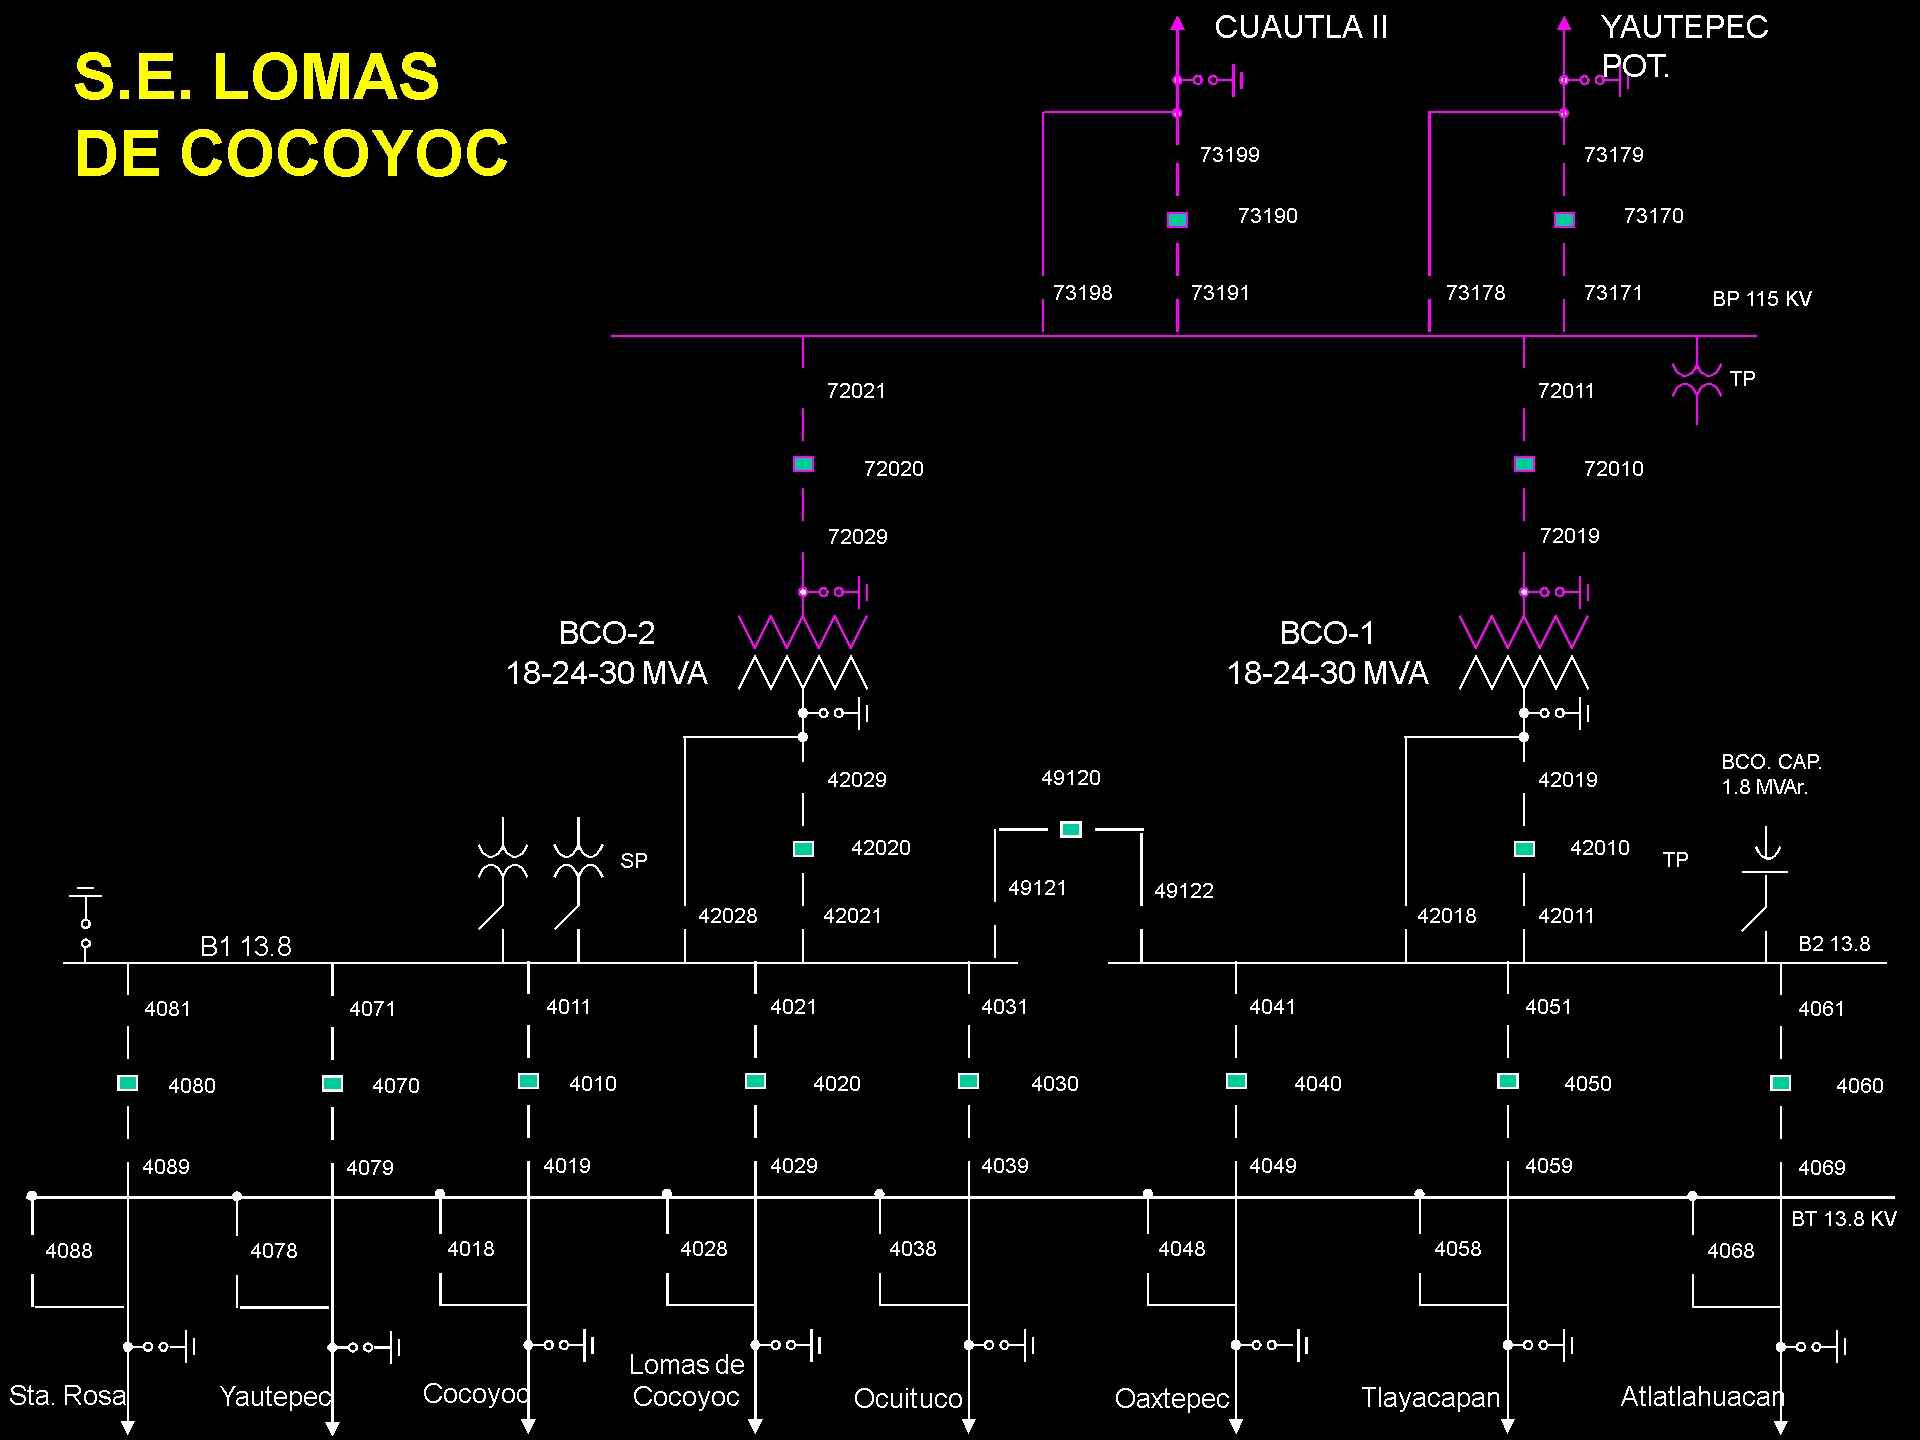 S.E. LOMAS
DE COCOYOC
CUAUTLA II
YAUTEPEC
POT.
73199
73179
73190
73170
73198
73191
73178
73171
BP 115 KV
72021
72011
TP
72020
72010
72029
72019
BCO-2
18-24-30 MVA
BCO-1
18-24-30 MVA
42029
49120
42019
BCO. CAP.
1.8 MVAr.
SP
42020
42010
TP
49121
49122
42028
42021
42018
42011
B1 13.8
B2 13.8
4081
4071
4011
4021
4031
4041
4051
4061
4080
4070
4010
4020
4030
4040
4050
4060
4089
4079
4019
4029
4039
4049
4059
4069
BT 13.8 KV
4088
4078
4018
4028
4038
4048
4058
4068
Sta. Rosa
Yautepec
Cocoyoc
Lomas de
Cocoyoc
Ocuituco
Oaxtepec
Tlayacapan
Atlatlahuacan